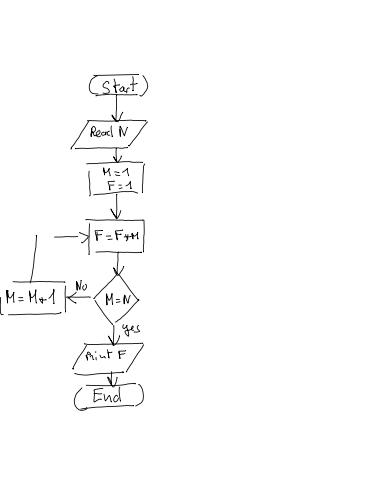 Start
Read N
M=1
F=1
F=F*M
M=N
No
M=M+1
yes
Print F
End